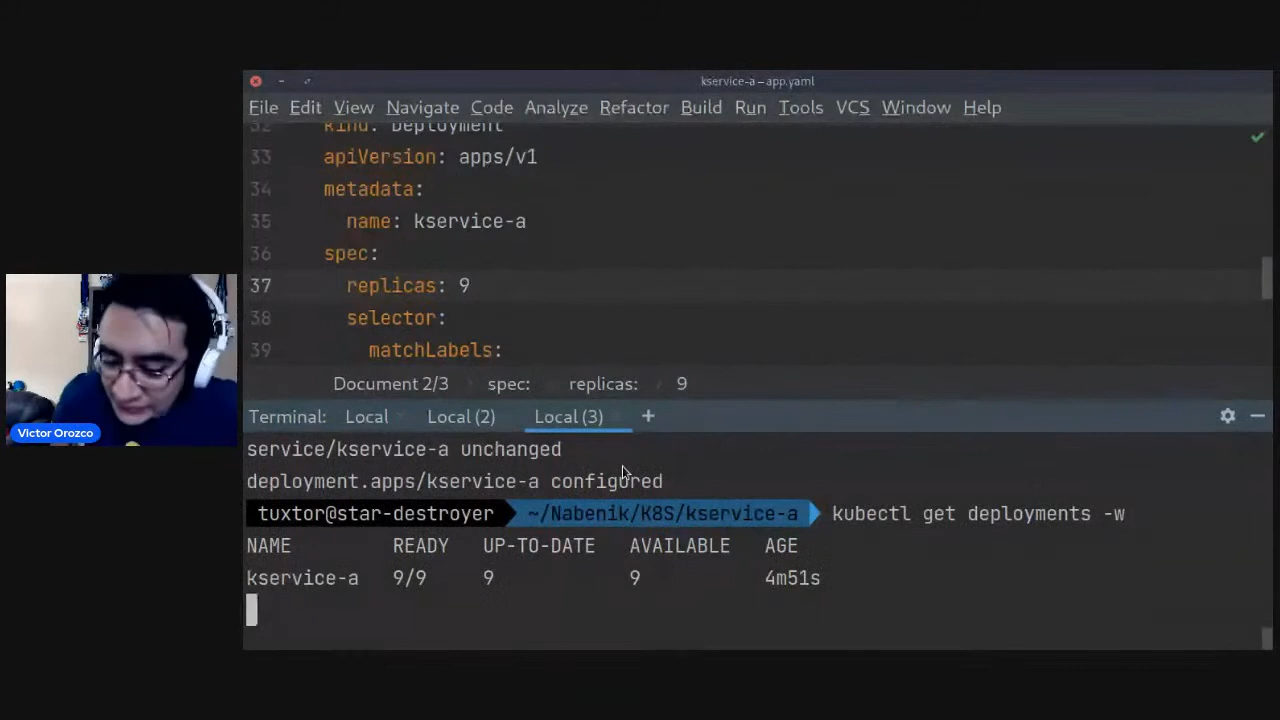 kservice-a – app.yaml
File Edit View Navigate Code Analyze Refactor Build Run Tools VCS Window Help
32 kind: Deployment
33 apiVersion: apps/v1
34 metadata:
35 name: kservice-a
36 spec:
37 replicas: 9
38 selector:
39 matchLabels:
Document 2/3 spec: replicas: 9
Terminal: Local Local (2) Local (3) +
service/kservice-a unchanged
deployment.apps/kservice-a configured
tuxtor@star-destroyer ~/Nabenik/K8S/kservice-a kubectl get deployments -w
NAME READY UP-TO-DATE AVAILABLE AGE
kservice-a 9/9 9 9 4m51s
Victor Orozco